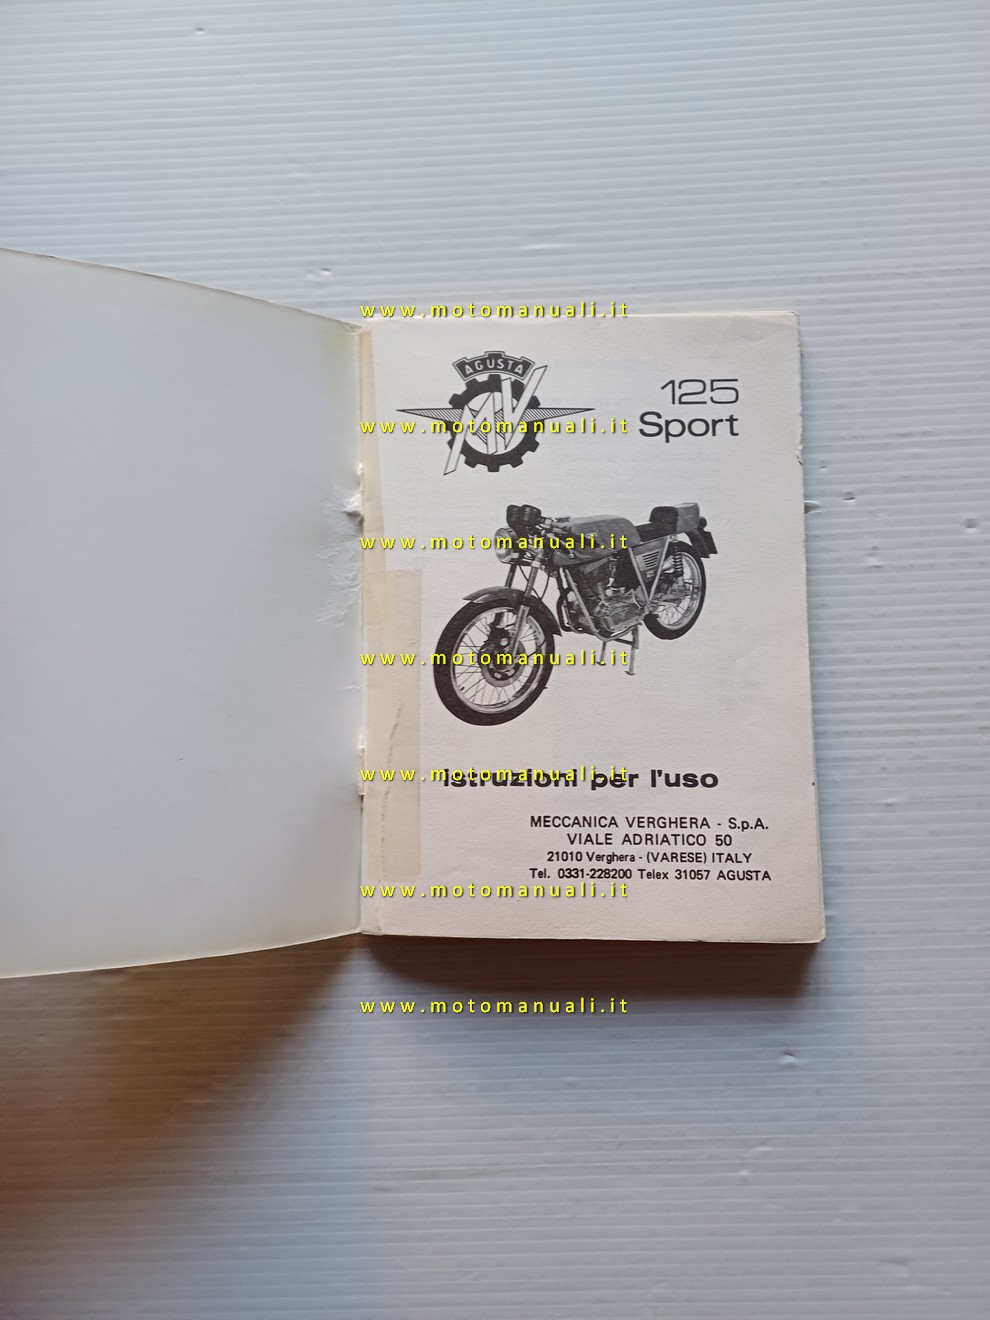 www.motomanuali.it
AGUSTA
MV
125
Sport
www.motomanuali.it
www.motomanuali.it
www.motomanuali.it
istruzioni per l'uso
www.motomanuali.it
MECCANICA VERGHERA - S.p.A.
VIALE ADRIATICO 50
21010 Verghera - (VARESE) ITALY
Tel. 0331-228200 Telex 31057 AGUSTA
www.motomanuali.it
www.motomanuali.it